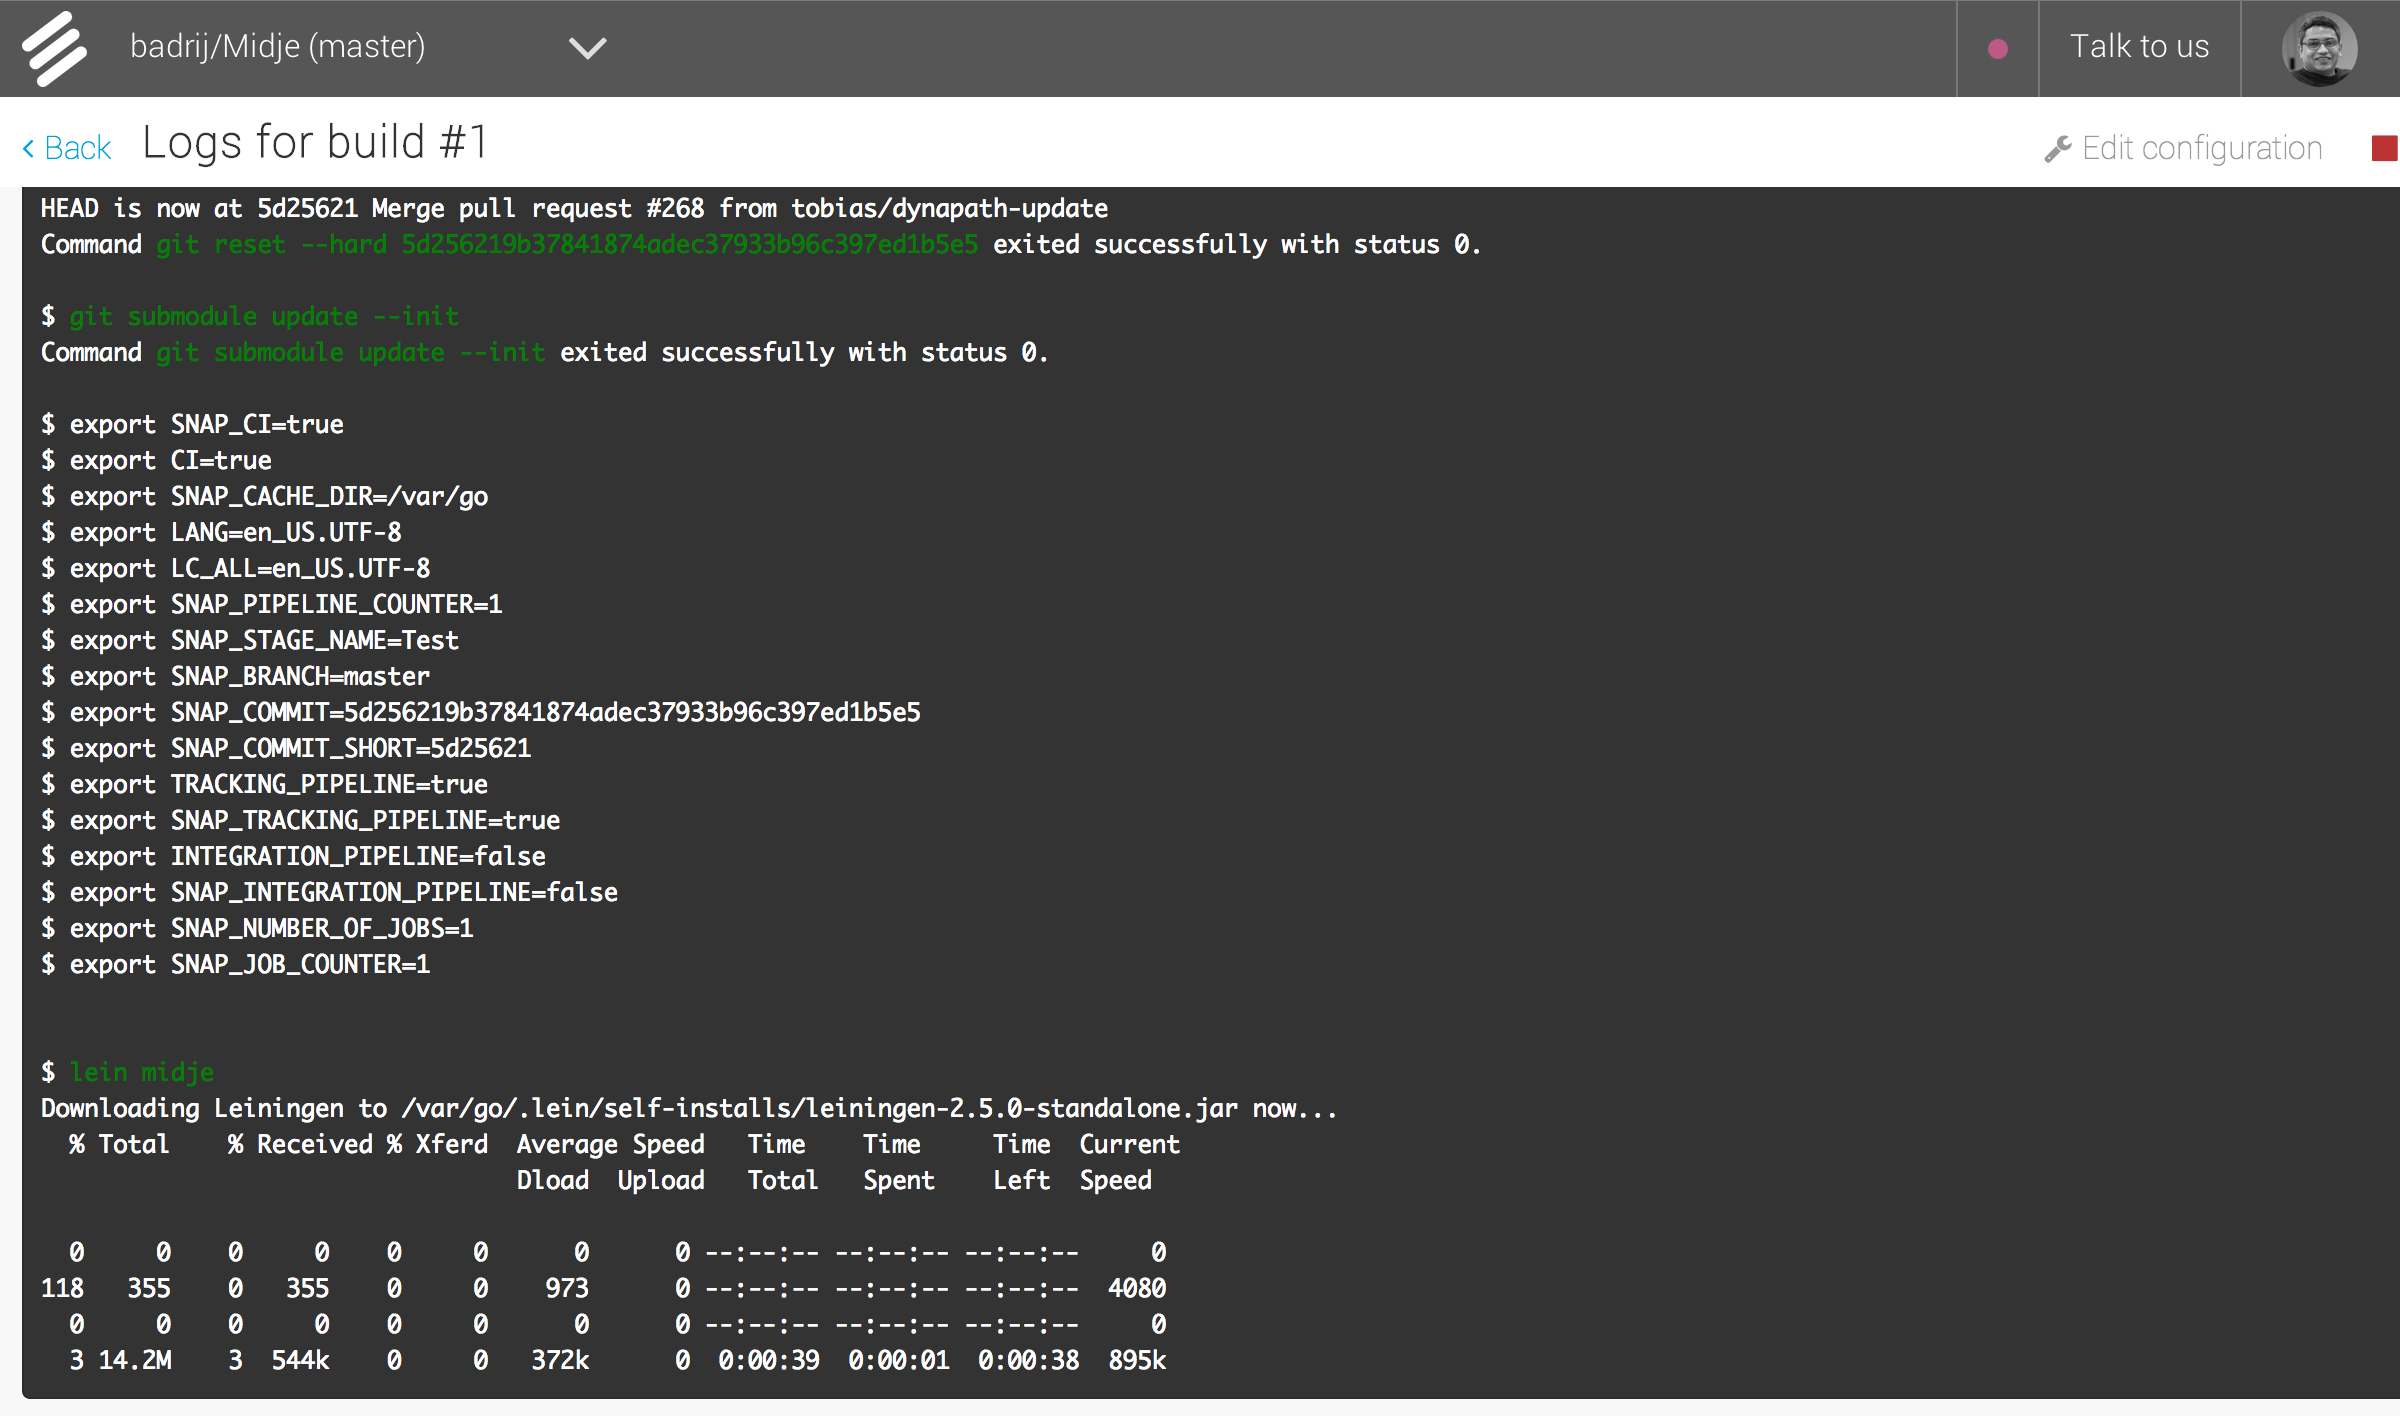 badrij/Midje (master)
Talk to us
Back
Logs for build #1
Edit configuration
HEAD is now at 5d25621 Merge pull request #268 from tobias/dynapath-update
Command git reset --hard 5d256219b37841874adec37933b96c397ed1b5e5 exited successfully with status 0.
$ git submodule update --init
Command git submodule update --init exited successfully with status 0.
$ export SNAP_CI=true
$ export CI=true
$ export SNAP_CACHE_DIR=/var/go
$ export LANG=en_US.UTF-8
$ export LC_ALL=en_US.UTF-8
$ export SNAP_PIPELINE_COUNTER=1
$ export SNAP_STAGE_NAME=Test
$ export SNAP_BRANCH=master
$ export SNAP_COMMIT=5d256219b37841874adec37933b96c397ed1b5e5
$ export SNAP_COMMIT_SHORT=5d25621
$ export TRACKING_PIPELINE=true
$ export SNAP_TRACKING_PIPELINE=true
$ export INTEGRATION_PIPELINE=false
$ export SNAP_INTEGRATION_PIPELINE=false
$ export SNAP_NUMBER_OF_JOBS=1
$ export SNAP_JOB_COUNTER=1
$ lein midje
Downloading Leiningen to /var/go/.lein/self-installs/leiningen-2.5.0-standalone.jar now...
% Total % Received % Xferd Average Speed Time Time Time Current
Dload Upload Total Spent Left Speed
0 0 0 0 0 0 0 0 --:--:-- --:--:-- --:--:-- 0
118 355 0 355 0 0 973 0 --:--:-- --:--:-- --:--:-- 4080
0 0 0 0 0 0 0 0 --:--:-- --:--:-- --:--:-- 0
3 14.2M 3 544k 0 0 372k 0 0:00:39 0:00:01 0:00:38 895k